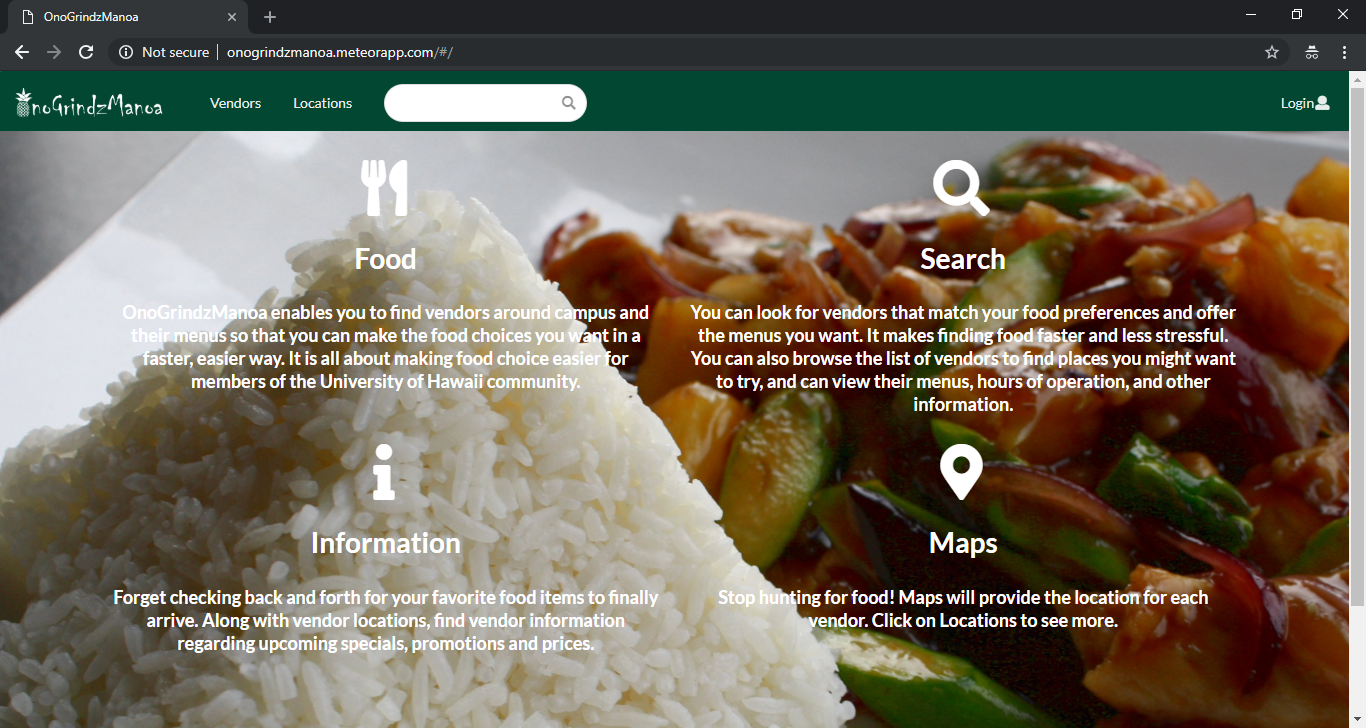 OnoGrindzManoa
Not secure
onogrindzmanoa.meteorapp.com/#/
OnoGrindzManoa
Vendors
Locations
Login
Food
OnoGrindzManoa enables you to find vendors around campus and
their menus so that you can make the food choices you want in a
faster, easier way. It is all about making food choice easier for
members of the University of Hawaii community.
Search
You can look for vendors that match your food preferences and offer
the menus you want. It makes finding food faster and less stressful.
You can also browse the list of vendors to find places you might want
to try, and can view their menus, hours of operation, and other
information.
Information
Forget checking back and forth for your favorite food items to finally
arrive. Along with vendor locations, find vendor information
regarding upcoming specials, promotions and prices.
Maps
Stop hunting for food! Maps will provide the location for each
vendor. Click on Locations to see more.